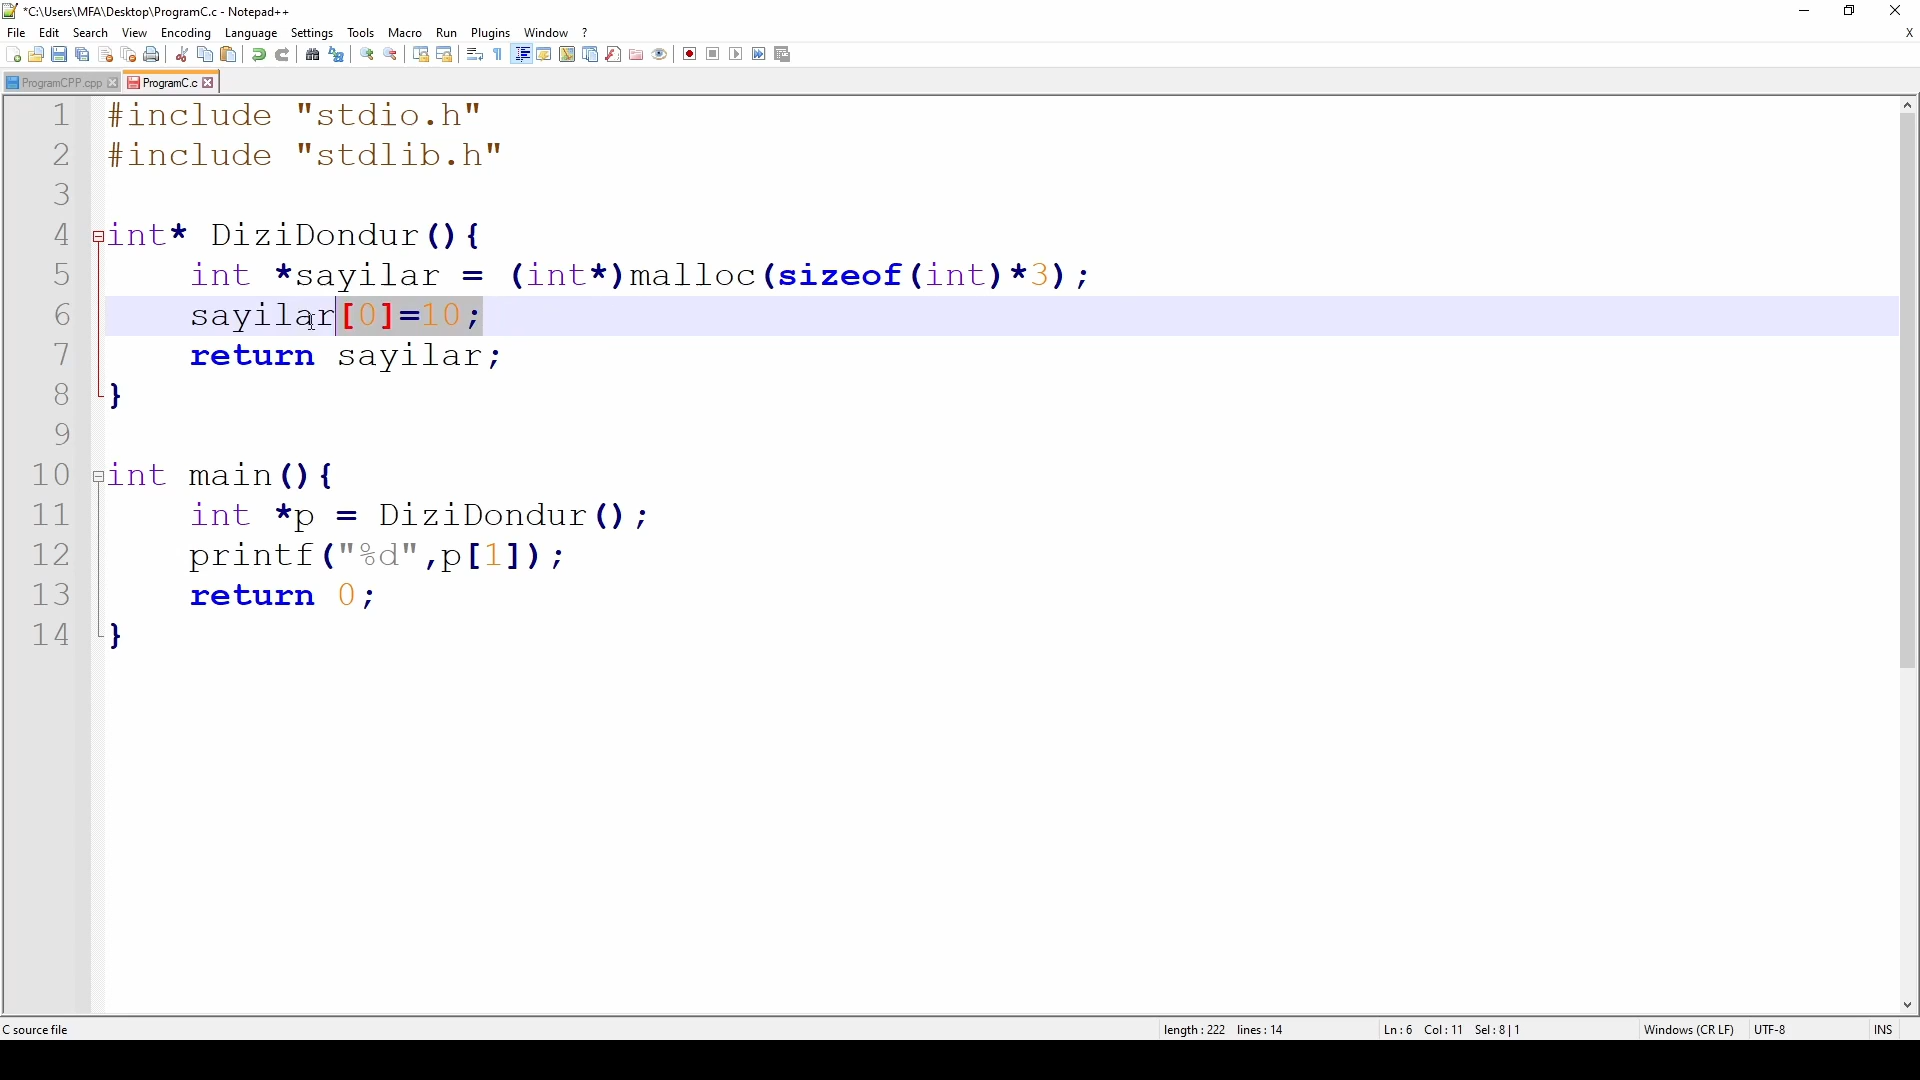 *C:\Users\MFA\Desktop\ProgramC.c - Notepad++
File Edit Search View Encoding Language Settings Tools Macro Run Plugins Window ? X
ProgramCPP.cpp ProgramC.c
1 #include "stdio.h"
2 #include "stdlib.h"
3
4 int* DiziDondur(){
5 int *sayilar = (int*)malloc(sizeof(int)*3);
6 sayilar[0]=10;
7 return sayilar;
8 }
9
10 int main(){
11 int *p = DiziDondur();
12 printf("%d",p[1]);
13 return 0;
14 }
C source file length : 222 lines : 14 Ln : 6 Col : 11 Sel : 8 | 1 Windows (CR LF) UTF-8 INS